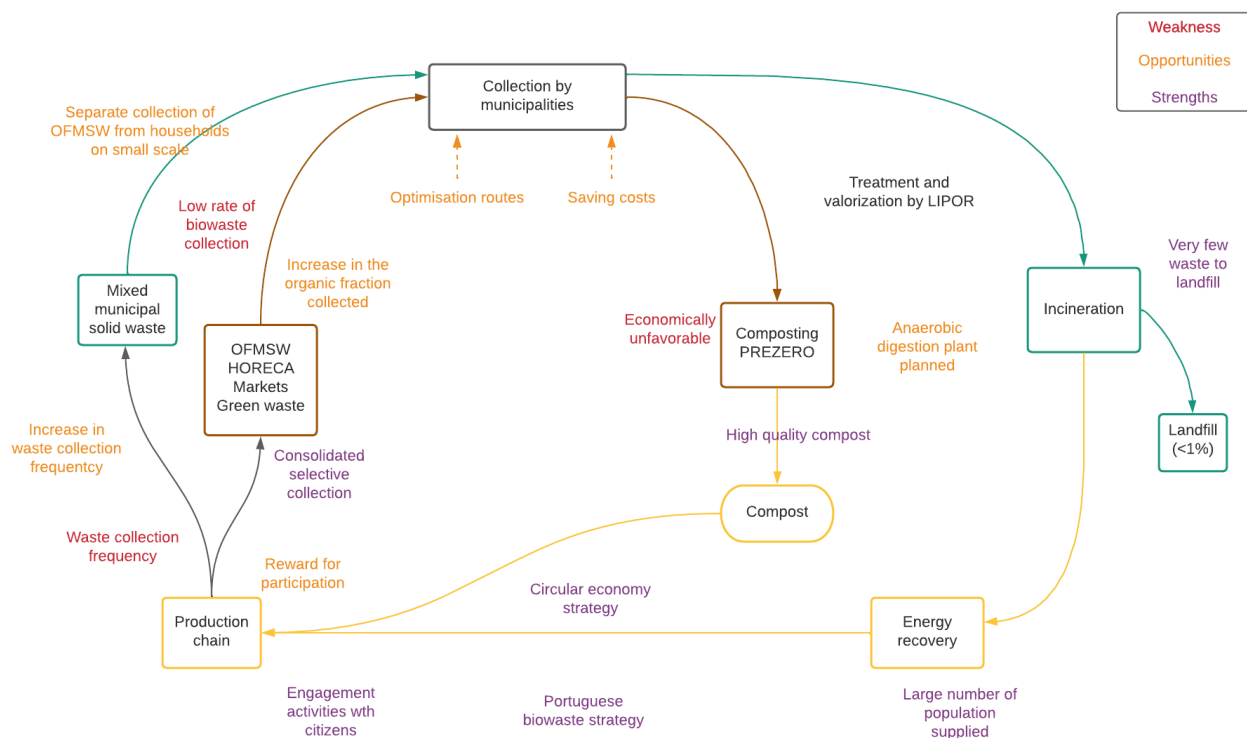 Weakness
Opportunities
Strengths
Collection by
municipalities
Separate collection of
OFMSW from households
on small scale
Optimisation routes
Saving costs
Treatment and
valorization by LIPOR
Low rate of
biowaste
collection
Increase in the
organic fraction
collected
Very few
waste to
landfill
Mixed
municipal
solid waste
OFMSW
HORECA
Markets
Green waste
Economically
unfavorable
Composting
PREZERO
Anaerobic
digestion plant
planned
Incineration
Landfill
(<1%)
Increase in
waste collection
frequentcy
Consolidated
selective
collection
High quality compost
Compost
Waste collection
frequency
Reward for
participation
Circular economy
strategy
Production
chain
Energy
recovery
Engagement
activities wth
citizens
Portuguese
biowaste strategy
Large number of
population
supplied